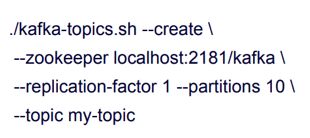 ./kafka-topics.sh --create \
--zookeeper localhost:2181/kafka \
--replication-factor 1 --partitions 10 \
--topic my-topic